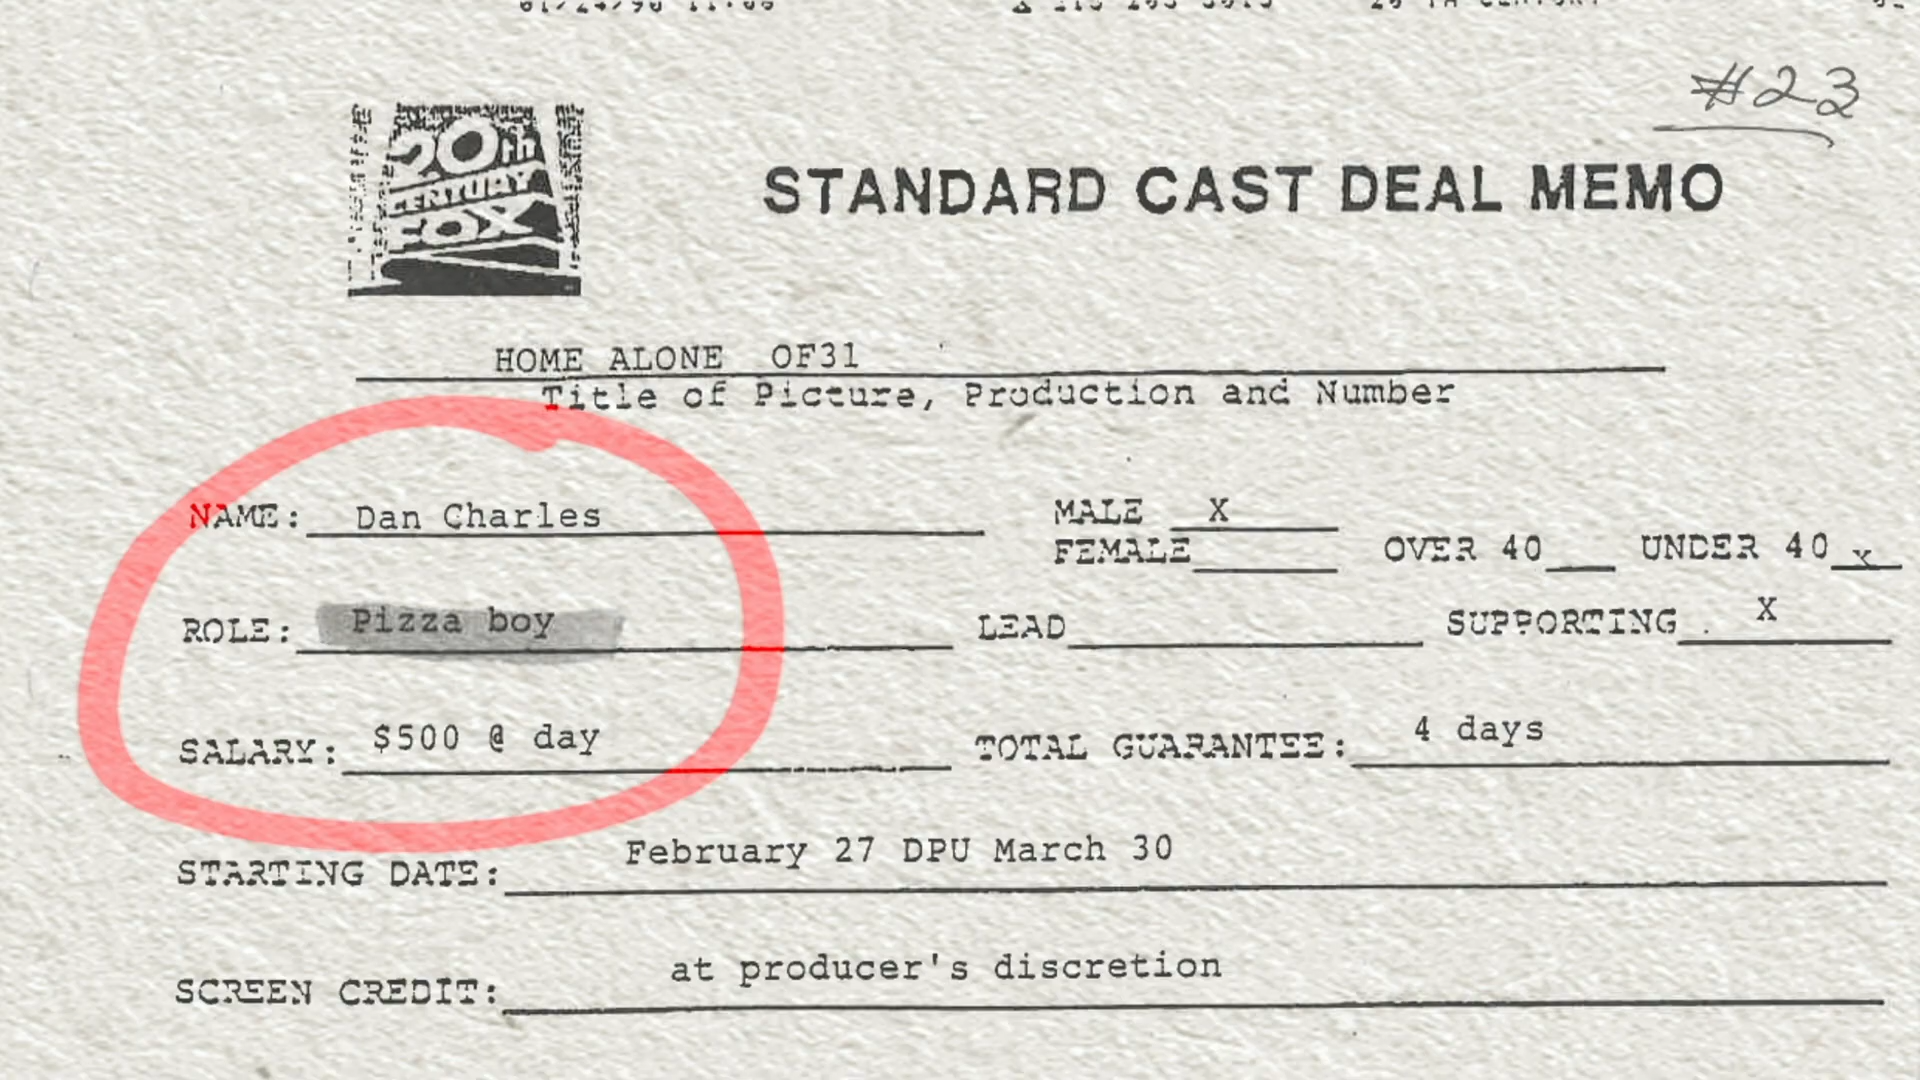 #23
20th
CENTURY
FOX
STANDARD CAST DEAL MEMO
HOME ALONE OF31
Title of Picture, Production and Number
NAME: Dan Charles MALE X
FEMALE OVER 40 UNDER 40 x
ROLE: Pizza boy LEAD SUPPORTING X
SALARY: $500 @ day TOTAL GUARANTEE: 4 days
STARTING DATE: February 27 DPU March 30
SCREEN CREDIT: at producer's discretion